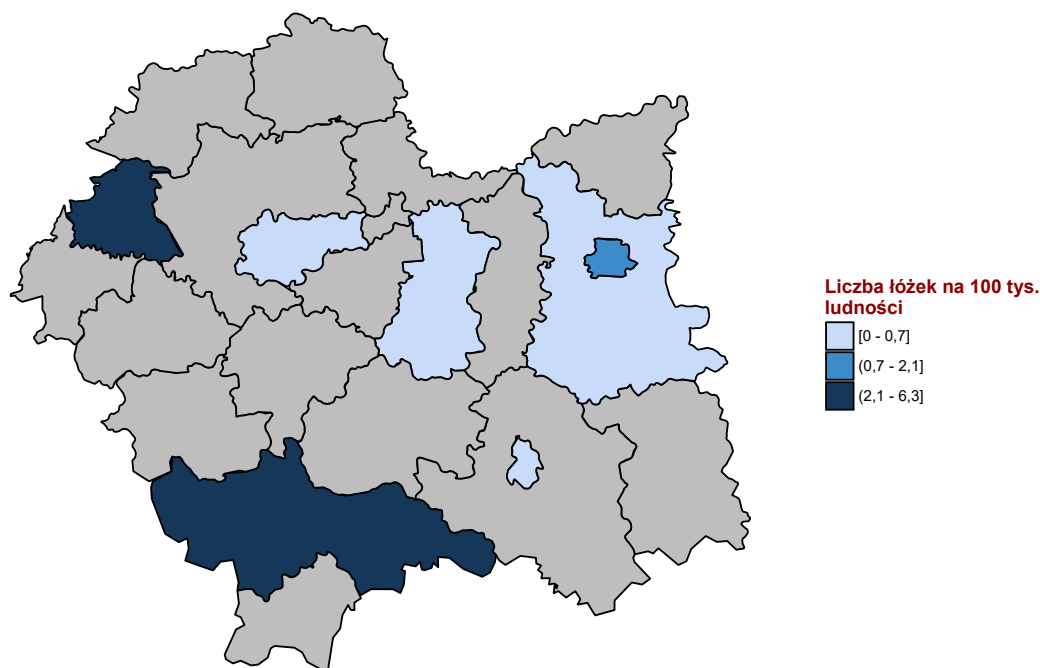 Liczba łóżek na 100 tys.
ludności
[0 - 0,7]
(0,7 - 2,1]
(2,1 - 6,3]